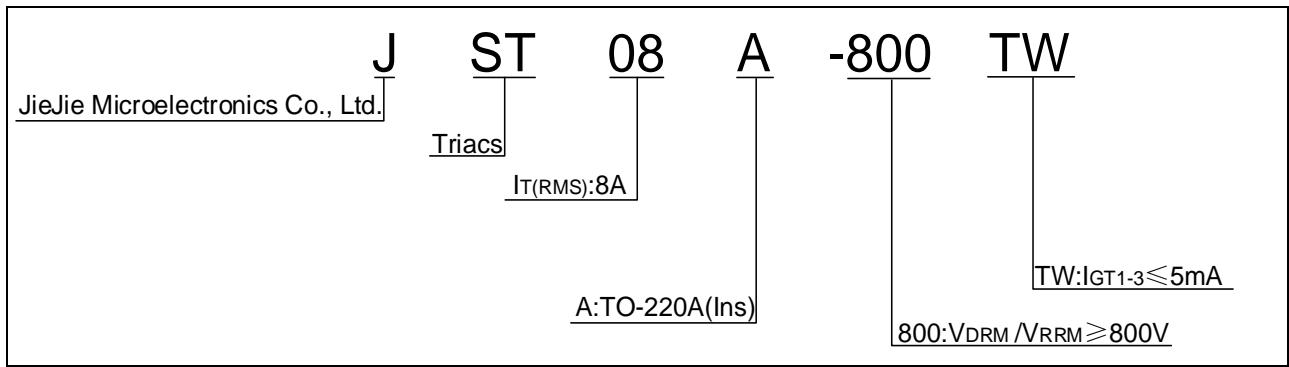 J ST 08 A -800 TW
JieJie Microelectronics Co., Ltd.
Triacs
IT(RMS):8A
TW:IGT1-3≤5mA
A:TO-220A(Ins)
800:VDRM /VRRM≥800V